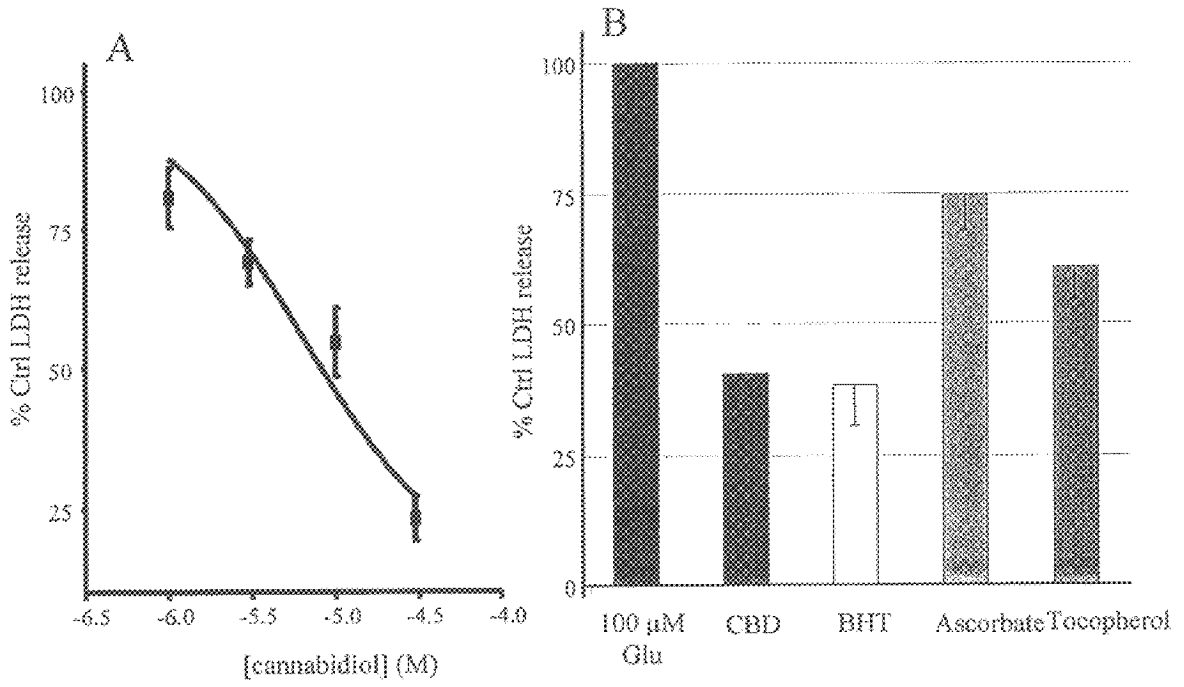 A
% Ctrl LDH release
100
75
50
25
-6.5 -6.0 -5.5 -5.0 -4.5 -4.0
[cannabidiol] (M)
B
% Ctrl LDH release
100
75
50
25
0
100 µM CBD BHT Ascorbate Tocopherol
Glu